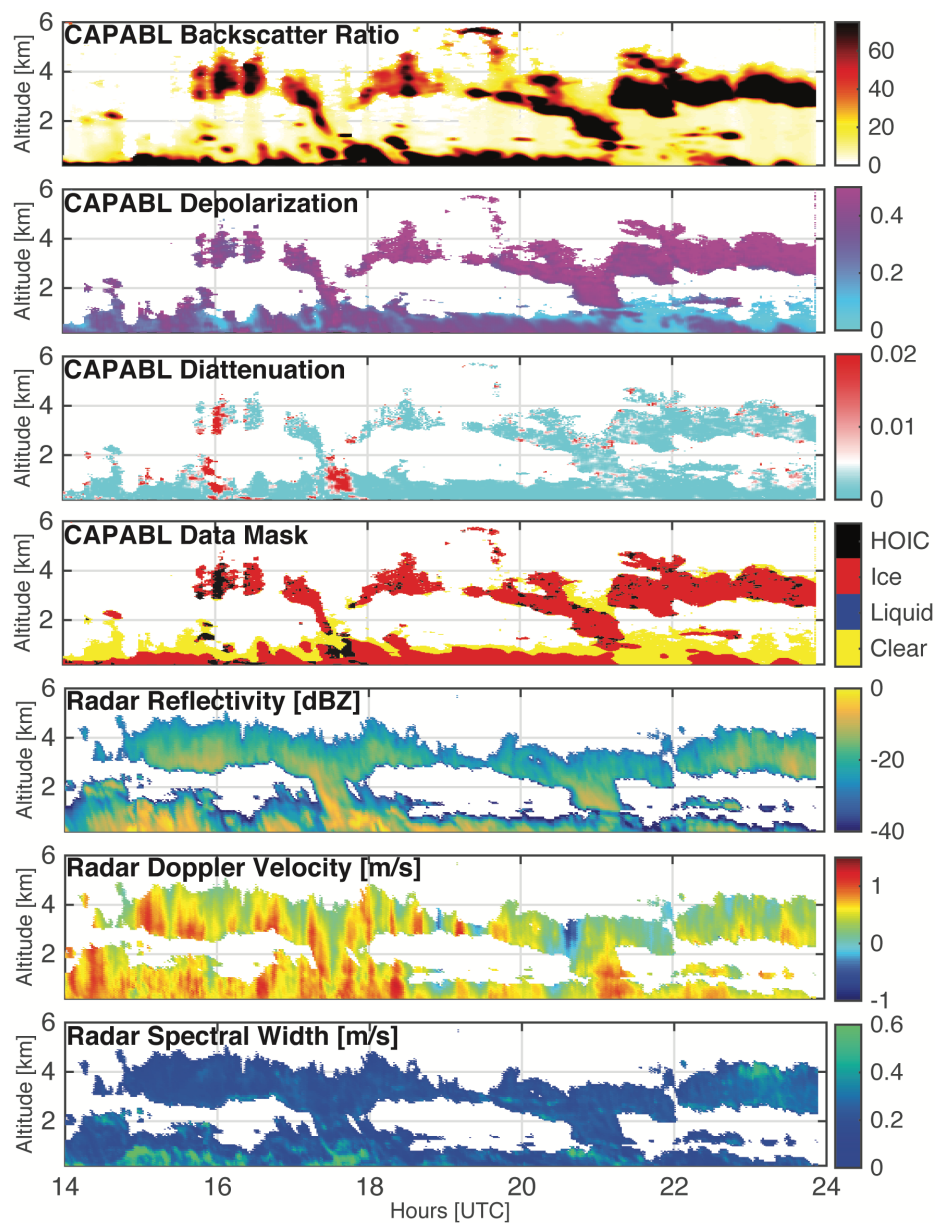 CAPABL Backscatter Ratio
Altitude [km]
6
4
2
60
40
20
0
CAPABL Depolarization
Altitude [km]
6
4
2
0.4
0.2
0
CAPABL Diattenuation
Altitude [km]
6
4
2
0.02
0.01
0
CAPABL Data Mask
Altitude [km]
6
4
2
HOIC
Ice
Liquid
Clear
Radar Reflectivity [dBZ]
Altitude [km]
6
4
2
0
-20
-40
Radar Doppler Velocity [m/s]
Altitude [km]
6
4
2
1
0
-1
Radar Spectral Width [m/s]
Altitude [km]
6
4
2
0.6
0.4
0.2
0
14 16 18 20 22 24
Hours [UTC]